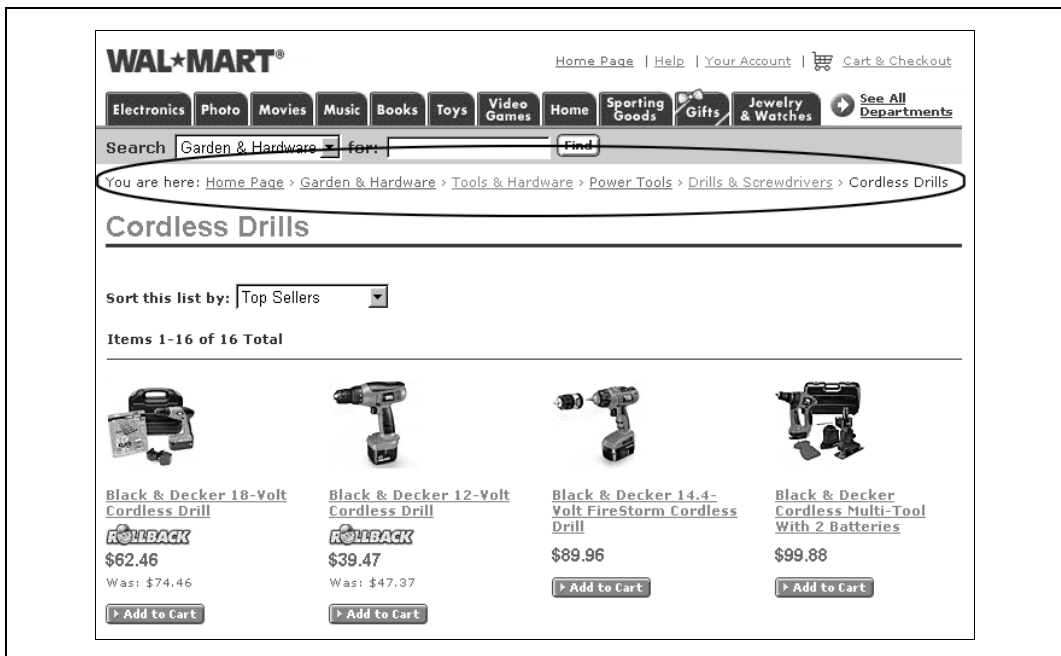 WAL★MART®
Home Page | Help | Your Account | Cart & Checkout
Electronics Photo Movies Music Books Toys Video Games Home Sporting Goods Gifts Jewelry & Watches See All Departments
Search Garden & Hardware for: Find
You are here: Home Page > Garden & Hardware > Tools & Hardware > Power Tools > Drills & Screwdrivers > Cordless Drills
Cordless Drills
Sort this list by: Top Sellers
Items 1-16 of 16 Total
Black & Decker 18-Volt
Cordless Drill
ROLLBACK
$62.46
Was: $74.46
Add to Cart
Black & Decker 12-Volt
Cordless Drill
ROLLBACK
$39.47
Was: $47.37
Add to Cart
Black & Decker 14.4-
Volt FireStorm Cordless
Drill
$89.96
Add to Cart
Black & Decker
Cordless Multi-Tool
With 2 Batteries
$99.88
Add to Cart